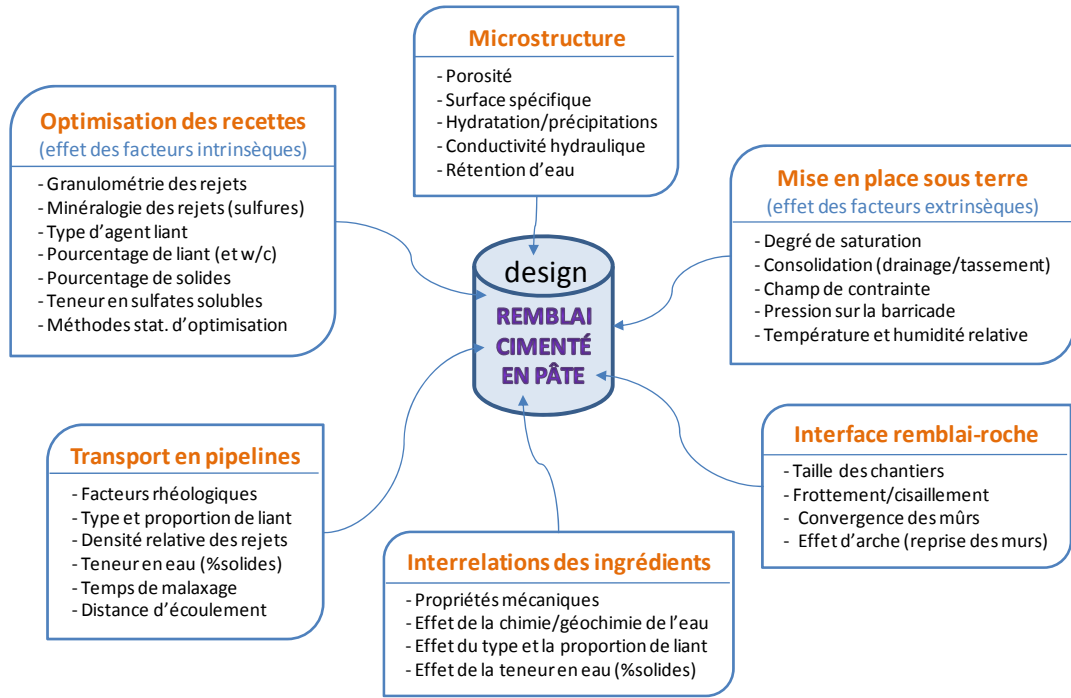 Microstructure
- Porosité
- Surface spécifique
- Hydratation/précipitations
- Conductivité hydraulique
- Rétention d'eau
Optimisation des recettes
(effet des facteurs intrinsèques)
- Granulométrie des rejets
- Minéralogie des rejets (sulfures)
- Type d'agent liant
- Pourcentage de liant (et w/c)
- Pourcentage de solides
- Teneur en sulfates solubles
- Méthodes stat. d'optimisation
Mise en place sous terre
(effet des facteurs extrinsèques)
- Degré de saturation
- Consolidation (drainage/tassement)
- Champ de contrainte
- Pression sur la barricade
- Température et humidité relative
design
REMBLAI
CIMENTÉ
EN PÂTE
Transport en pipelines
- Facteurs rhéologiques
- Type et proportion de liant
- Densité relative des rejets
- Teneur en eau (%solides)
- Temps de malaxage
- Distance d'écoulement
Interrelations des ingrédients
- Propriétés mécaniques
- Effet de la chimie/géochimie de l'eau
- Effet du type et la proportion de liant
- Effet de la teneur en eau (%solides)
Interface remblai-roche
- Taille des chantiers
- Frottement/cisaillement
- Convergence des mûrs
- Effet d'arche (reprise des murs)